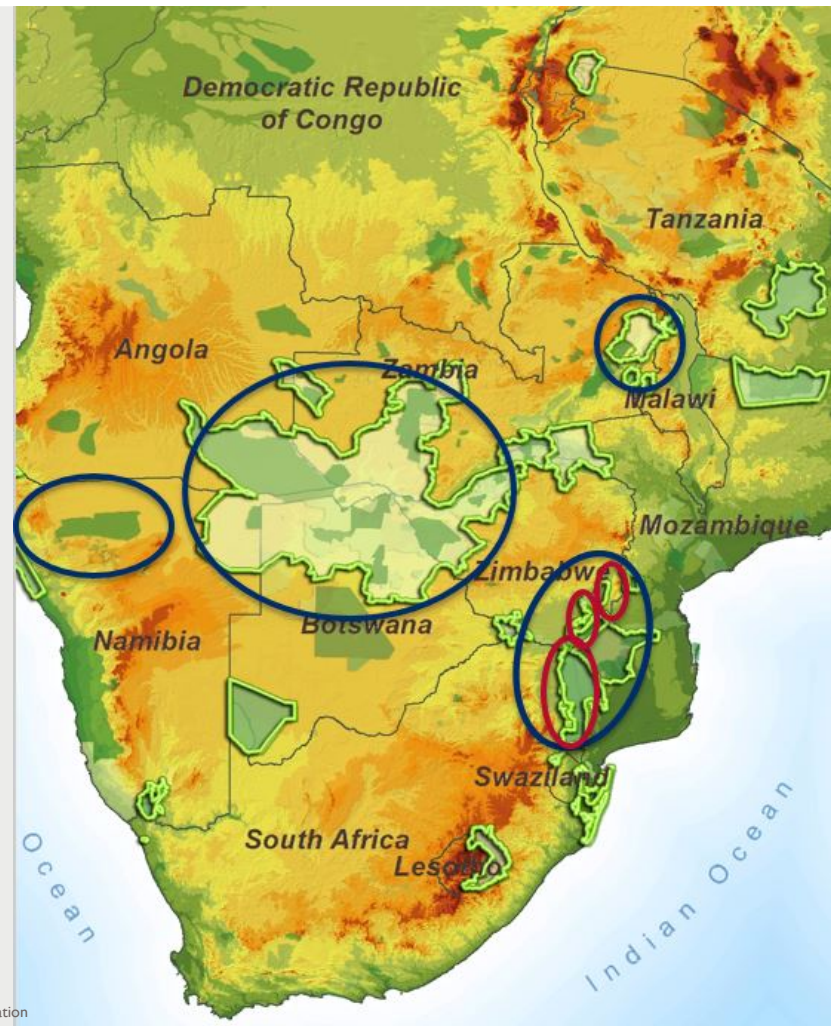 Democratic Republic
of Congo
Tanzania
Angola
Zambia
Malawi
Mozambique
Zimbabwe
Botswana
Namibia
Swaziland
South Africa
Lesotho
Ocean
Indian Ocean
ation